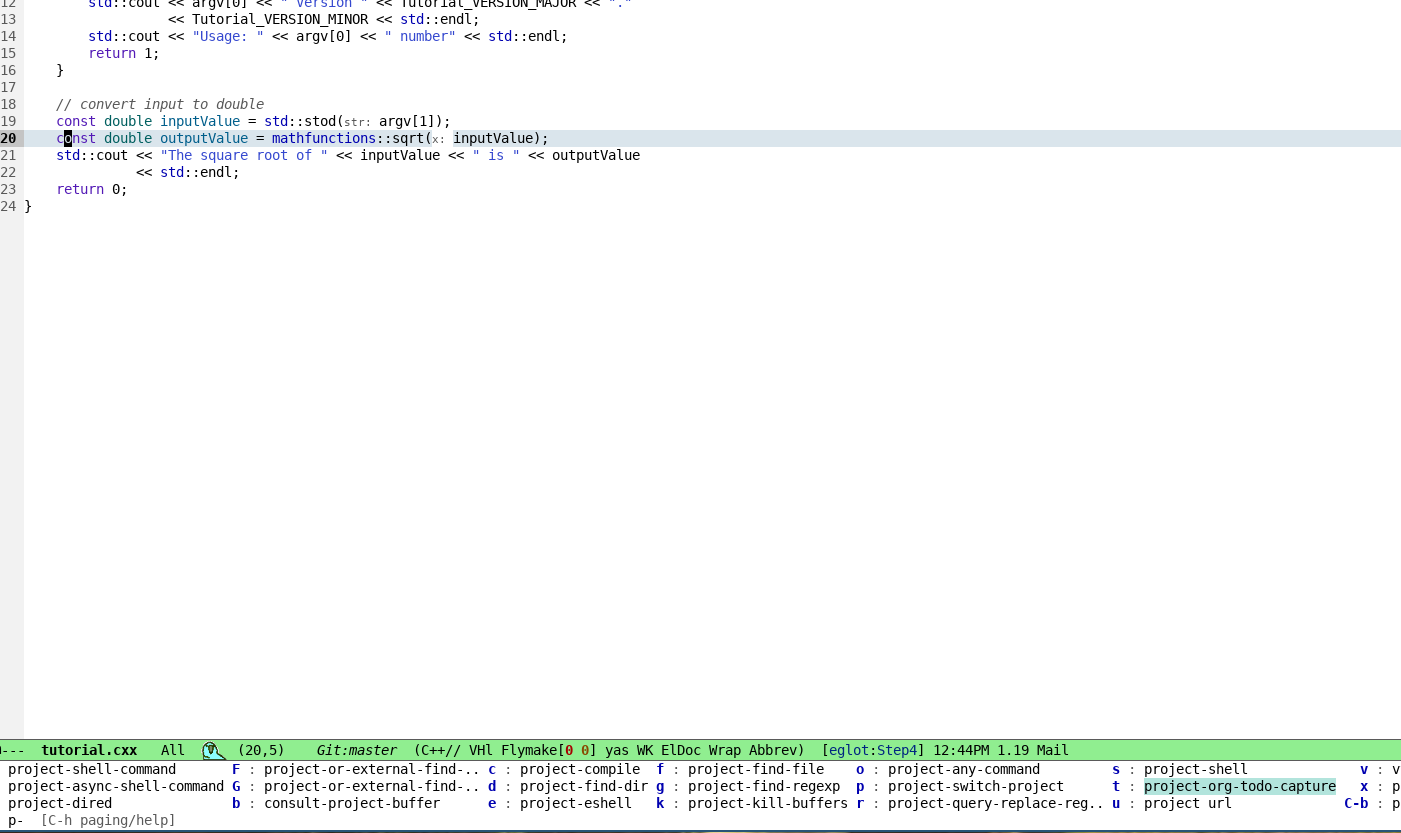 12         std::cout << argv[0] << " Version " << Tutorial_VERSION_MAJOR << "."
13                   << Tutorial_VERSION_MINOR << std::endl;
14         std::cout << "Usage: " << argv[0] << " number" << std::endl;
15         return 1;
16     }
17
18     // convert input to double
19     const double inputValue = std::stod(str: argv[1]);
20     const double outputValue = mathfunctions::sqrt(x: inputValue);
21     std::cout << "The square root of " << inputValue << " is " << outputValue
22               << std::endl;
23     return 0;
24 }
--- tutorial.cxx All (20,5) Git:master (C++// VHl Flymake[0 0] yas WK ElDoc Wrap Abbrev) [eglot:Step4] 12:44PM 1.19 Mail
project-shell-command F : project-or-external-find-.. c : project-compile f : project-find-file o : project-any-command s : project-shell v : v
project-async-shell-command G : project-or-external-find-.. d : project-find-dir g : project-find-regexp p : project-switch-project t : project-org-todo-capture x : p
project-dired b : consult-project-buffer e : project-eshell k : project-kill-buffers r : project-query-replace-reg.. u : project url C-b : p
p- [C-h paging/help]